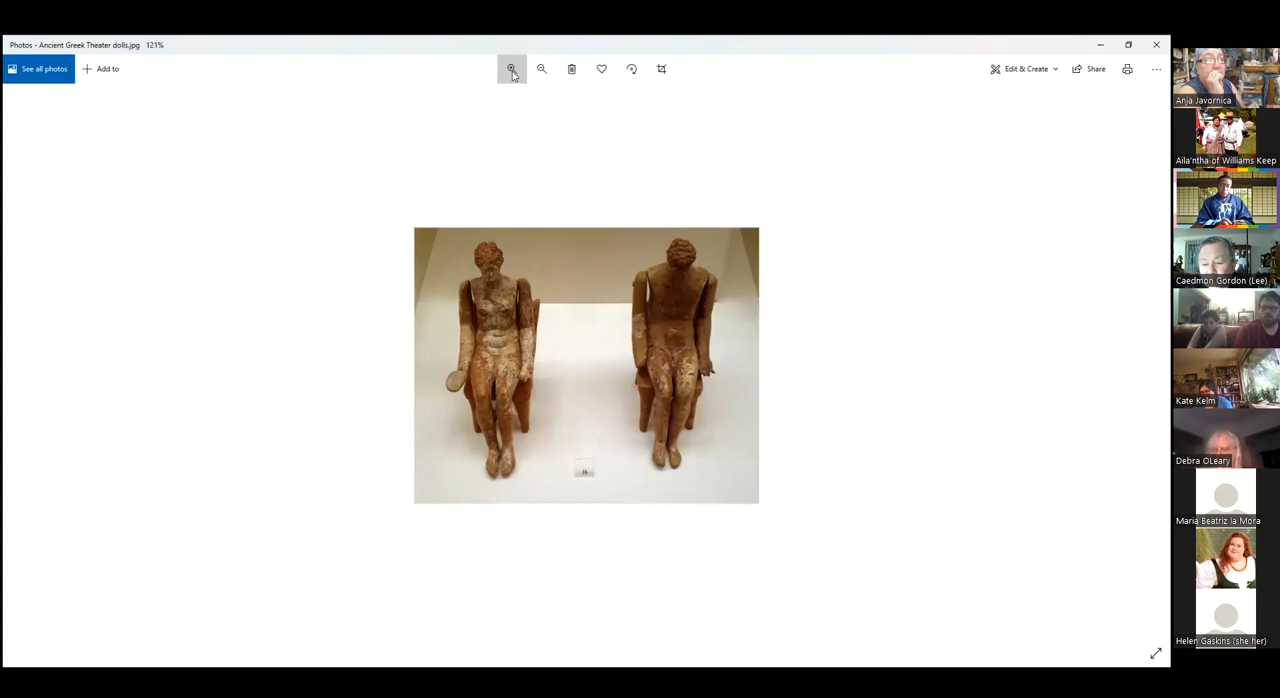 Photos - Ancient Greek Theater dolls.jpg 121%
See all photos
Add to
Edit & Create
Share
16
Anja Javornica
Aila'ntha of Williams Keep
Caedmon Gordon (Lee)
Kate Kelm
Debra OLeary
Maria Beatriz la Mora
Helen Gaskins (she her)